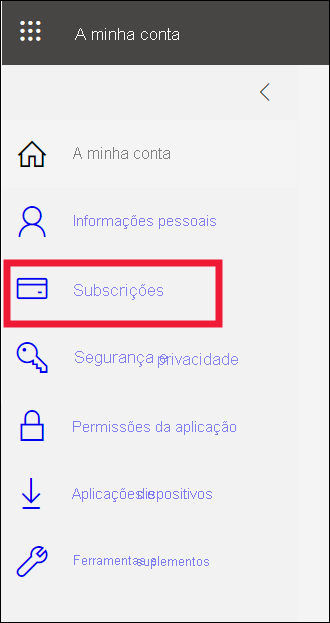 A minha conta
A minha conta
Informações pessoais
Subscrições
Segurança e privacidade
Permissões da aplicação
Aplicações e dispositivos
Ferramentas e suplementos